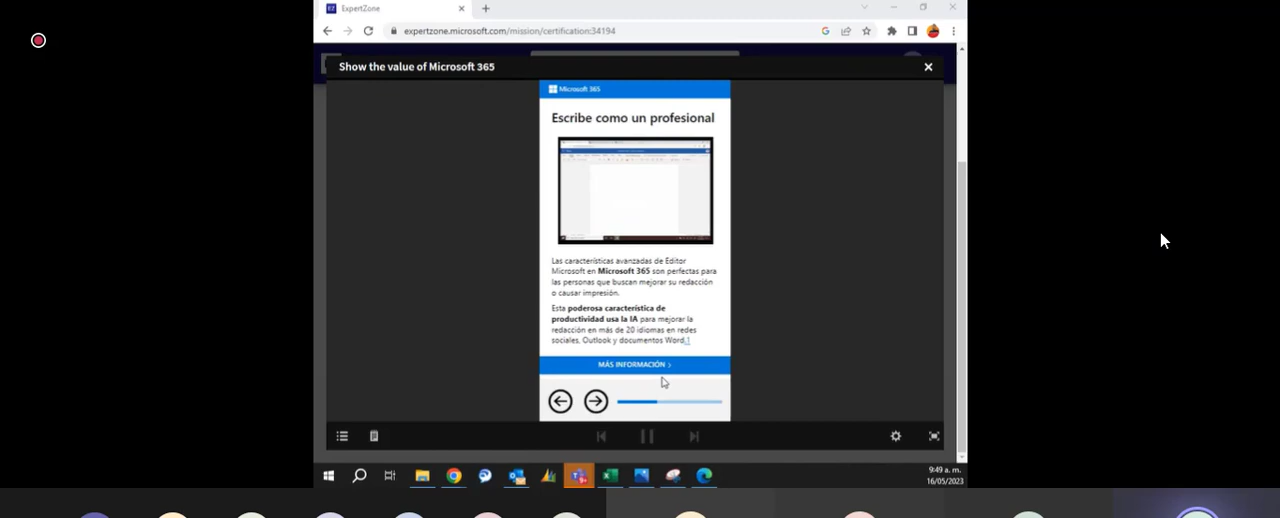 ExpertZone
expertzone.microsoft.com/mission/certification:34194
Show the value of Microsoft 365
Microsoft 365
Escribe como un profesional
Las características avanzadas de Editor
Microsoft en Microsoft 365 son perfectas para
las personas que buscan mejorar su redacción
o causar impresión.
Esta poderosa característica de
productividad usa la IA para mejorar la
redacción en más de 20 idiomas en redes
sociales, Outlook y documentos Word.1
MÁS INFORMACIÓN
9:49 a. m.
16/05/2023